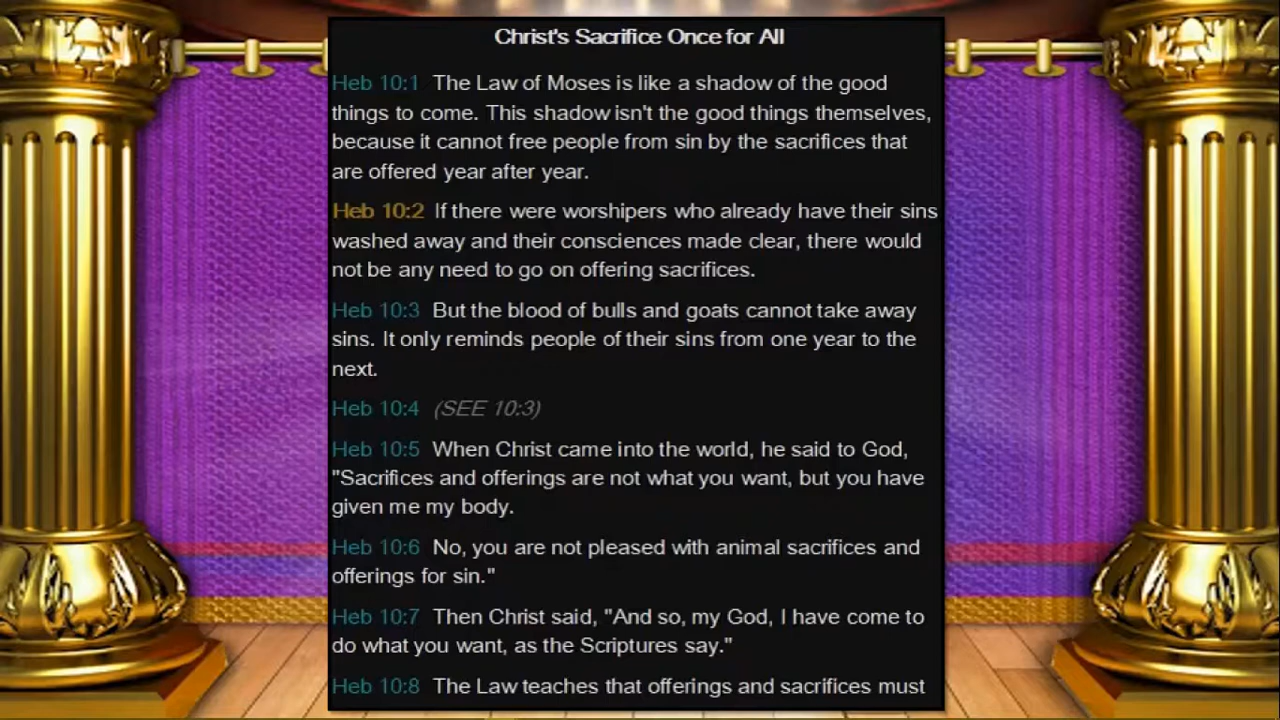 Christ's Sacrifice Once for All
Heb 10:1 The Law of Moses is like a shadow of the good
things to come. This shadow isn't the good things themselves,
because it cannot free people from sin by the sacrifices that
are offered year after year.
Heb 10:2 If there were worshipers who already have their sins
washed away and their consciences made clear, there would
not be any need to go on offering sacrifices.
Heb 10:3 But the blood of bulls and goats cannot take away
sins. It only reminds people of their sins from one year to the
next.
Heb 10:4 (SEE 10:3)
Heb 10:5 When Christ came into the world, he said to God,
"Sacrifices and offerings are not what you want, but you have
given me my body.
Heb 10:6 No, you are not pleased with animal sacrifices and
offerings for sin."
Heb 10:7 Then Christ said, "And so, my God, I have come to
do what you want, as the Scriptures say."
Heb 10:8 The Law teaches that offerings and sacrifices must